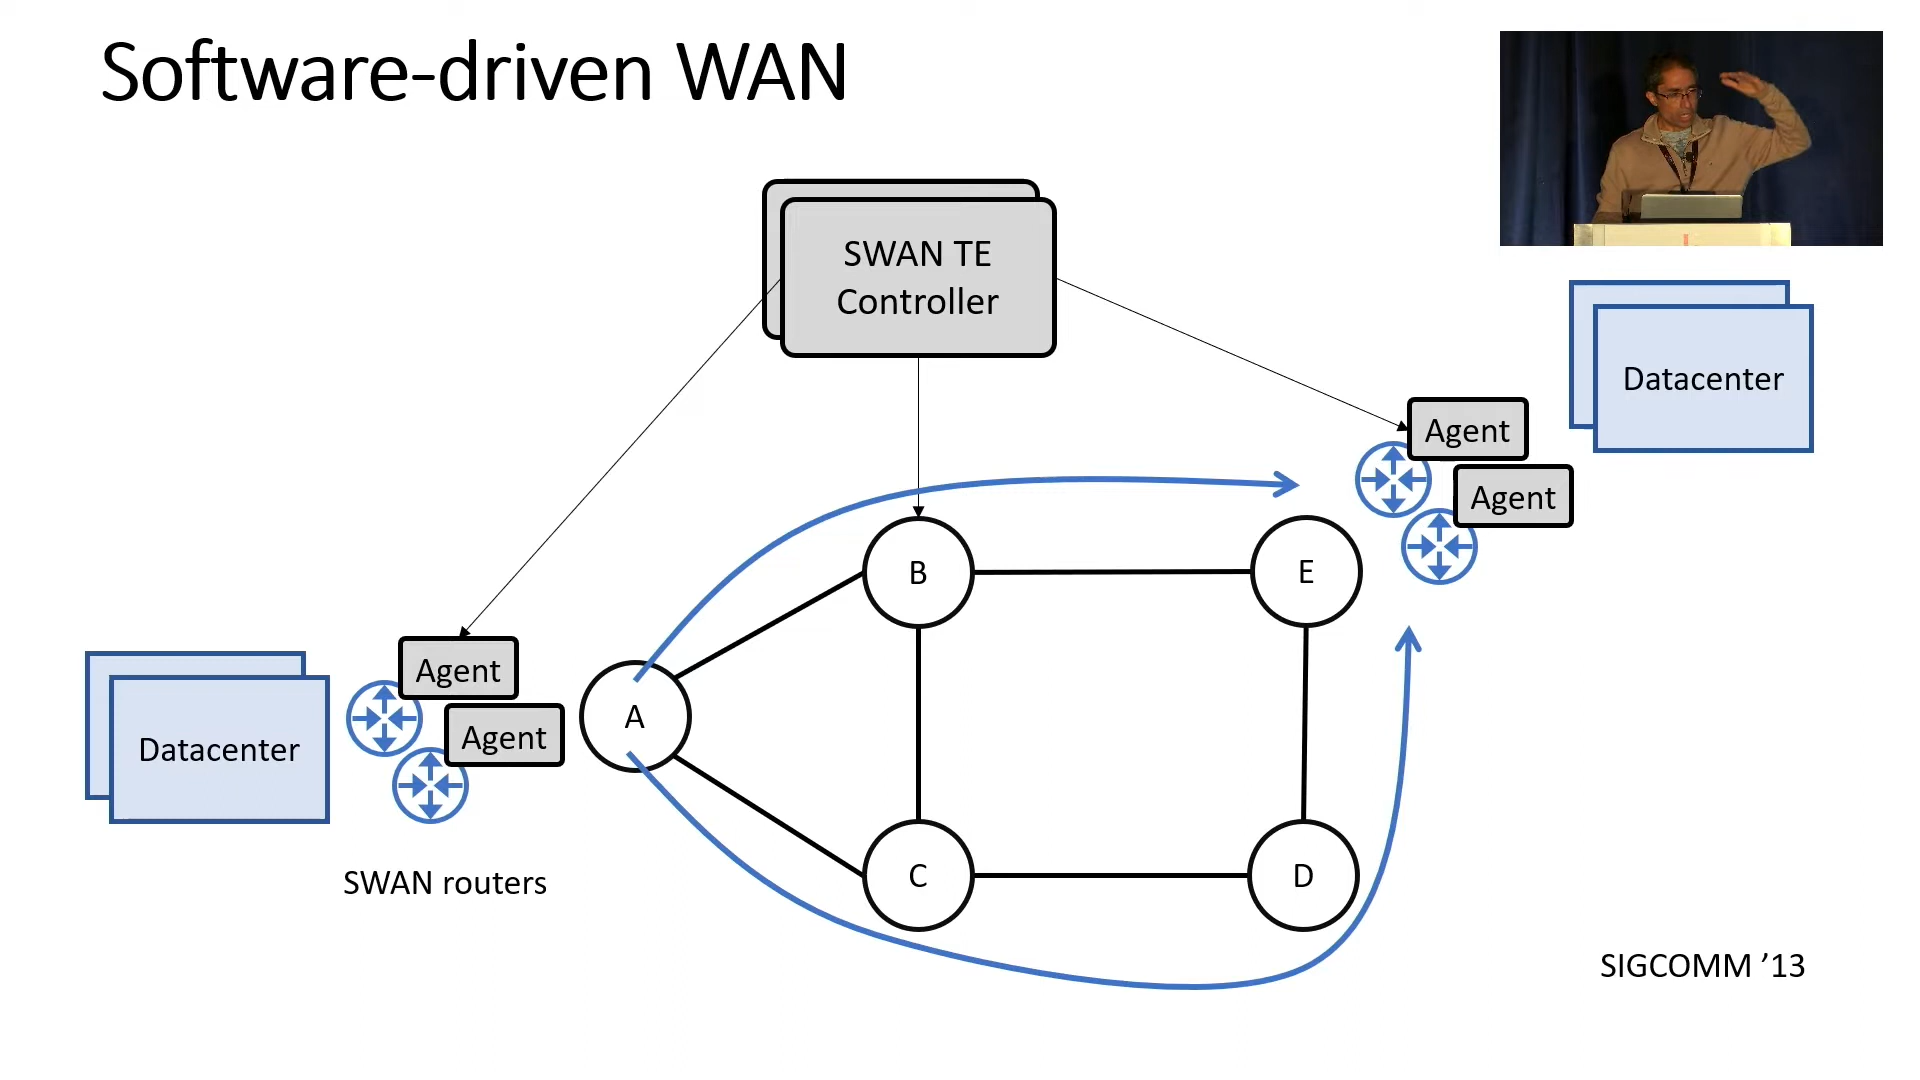 Software-driven WAN
SWAN TE
Controller
Datacenter
Agent
Agent
B
E
Agent
Agent
A
Datacenter
SWAN routers
C
D
SIGCOMM ’13